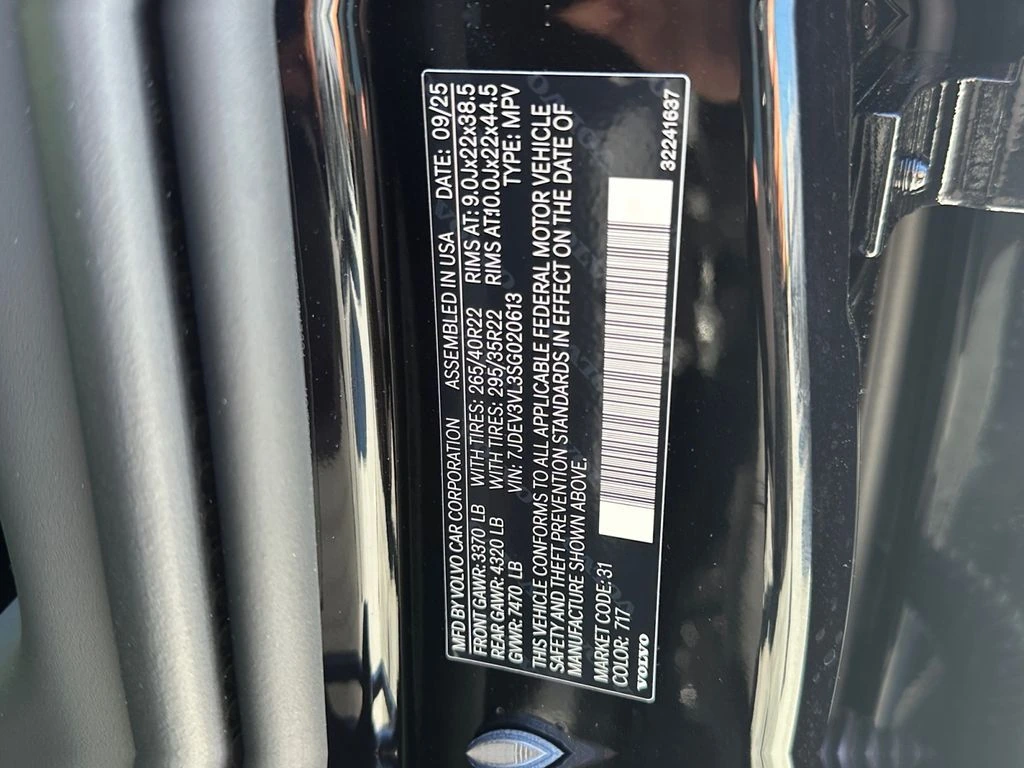 MFD BY VOLVO CAR CORPORATION ASSEMBLED IN USA DATE: 09/25
FRONT GAWR: 3370 LB WITH TIRES: 265/40R22 RIMS AT: 9.0Jx22x38.5
REAR GAWR: 4320 LB WITH TIRES: 295/35R22 RIMS AT:10.0Jx22x44.5
GVWR: 7470 LB VIN: 7JDEV3VL3SG020613 TYPE: MPV
THIS VEHICLE CONFORMS TO ALL APPLICABLE FEDERAL MOTOR VEHICLE
SAFETY AND THEFT PREVENTION STANDARDS IN EFFECT ON THE DATE OF
MANUFACTURE SHOWN ABOVE.
MARKET CODE: 31
COLOR: 717
VOLVO
32241637